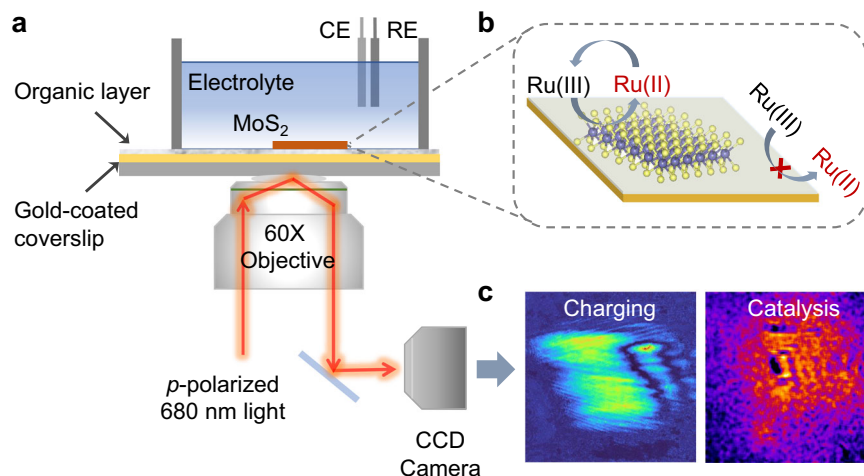 a
CE RE
Electrolyte
Organic layer
MoS2
Gold-coated
coverslip
60X
Objective
p-polarized
680 nm light
CCD
Camera
b
Ru(III) Ru(II)
Ru(III)
Ru(II)
c
Charging
Catalysis